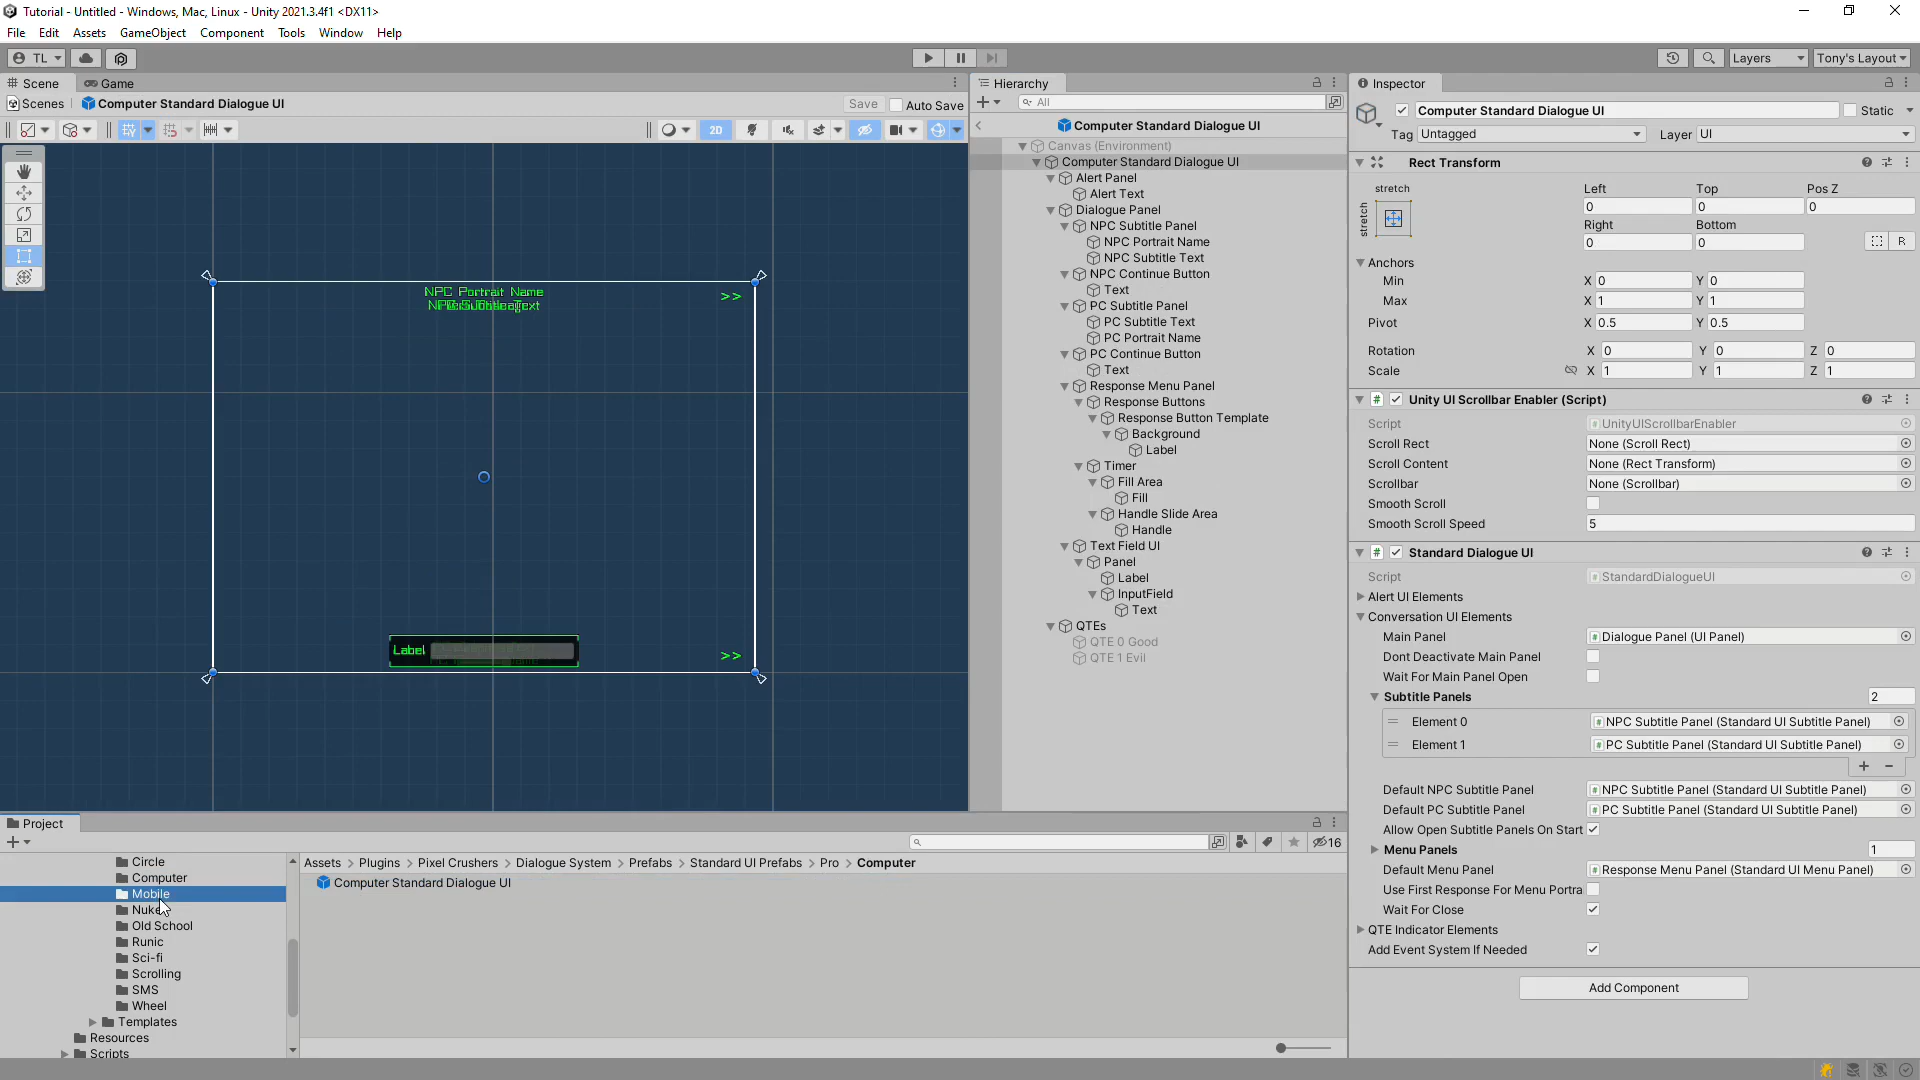 Tutorial - Untitled - Windows, Mac, Linux - Unity 2021.3.4f1 <DX11>
File Edit Assets GameObject Component Tools Window Help
TL Layers Tony's Layout
Scene Game
Scenes Computer Standard Dialogue UI Save Auto Save
2D
NPC Portrait Name
>>
Label
>>
Hierarchy
All
Computer Standard Dialogue UI
Canvas (Environment)
Computer Standard Dialogue UI
Alert Panel
Alert Text
Dialogue Panel
NPC Subtitle Panel
NPC Portrait Name
NPC Subtitle Text
NPC Continue Button
Text
PC Subtitle Panel
PC Subtitle Text
PC Portrait Name
PC Continue Button
Text
Response Menu Panel
Response Buttons
Response Button Template
Background
Label
Timer
Fill Area
Fill
Handle Slide Area
Handle
Text Field UI
Panel
Label
InputField
Text
QTEs
QTE 0 Good
QTE 1 Evil
Inspector
Computer Standard Dialogue UI Static
Tag Untagged Layer UI
Rect Transform
stretch Left Top Pos Z
stretch 0 0 0
Right Bottom
0 0 R
Anchors
Min X 0 Y 0
Max X 1 Y 1
Pivot X 0.5 Y 0.5
Rotation X 0 Y 0 Z 0
Scale X 1 Y 1 Z 1
# Unity UI Scrollbar Enabler (Script)
Script UnityUIScrollbarEnabler
Scroll Rect None (Scroll Rect)
Scroll Content None (Rect Transform)
Scrollbar None (Scrollbar)
Smooth Scroll
Smooth Scroll Speed 5
# Standard Dialogue UI
Script StandardDialogueUI
Alert UI Elements
Conversation UI Elements
Main Panel Dialogue Panel (UI Panel)
Dont Deactivate Main Panel
Wait For Main Panel Open
Subtitle Panels 2
Element 0 NPC Subtitle Panel (Standard UI Subtitle Panel)
Element 1 PC Subtitle Panel (Standard UI Subtitle Panel)
+ −
Default NPC Subtitle Panel NPC Subtitle Panel (Standard UI Subtitle Panel)
Default PC Subtitle Panel PC Subtitle Panel (Standard UI Subtitle Panel)
Allow Open Subtitle Panels On Start
Menu Panels 1
Default Menu Panel Response Menu Panel (Standard UI Menu Panel)
Use First Response For Menu Portra
Wait For Close
QTE Indicator Elements
Add Event System If Needed
Add Component
Project
16
Circle
Computer
Mobile
Nuke
Old School
Runic
Sci-fi
Scrolling
SMS
Wheel
Templates
Resources
Scripts
Assets > Plugins > Pixel Crushers > Dialogue System > Prefabs > Standard UI Prefabs > Pro > Computer
Computer Standard Dialogue UI